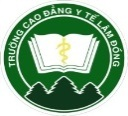 TRƯỜNG CAO ĐẲNG Y TẾ LÂM ĐỒNG